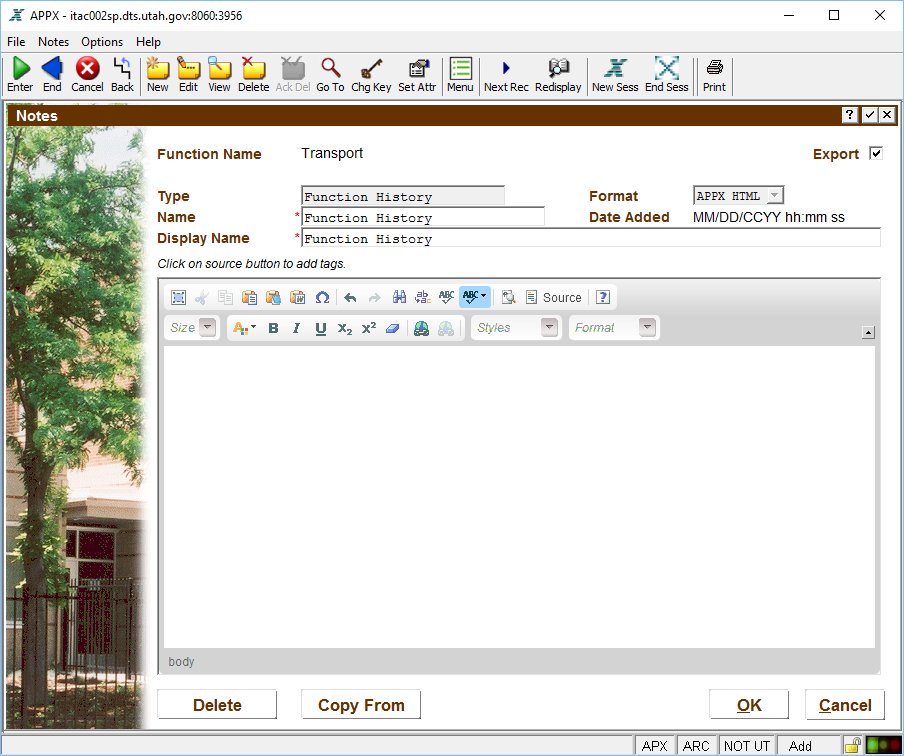 APPX - itac002sp.dts.utah.gov:8060:3956
File Notes Options Help
Enter End Cancel Back New Edit View Delete Ack Del Go To Chg Key Set Attr Menu Next Rec Redisplay New Sess End Sess Print
Notes
Function Name Transport Export
Type Function History Format APPX HTML
Name *Function History Date Added MM/DD/CCYY hh:mm ss
Display Name *Function History
Click on source button to add tags.
Source
Size A B I U X2 X2 Styles Format
body
Delete Copy From OK Cancel
APX ARC NOT UT Add